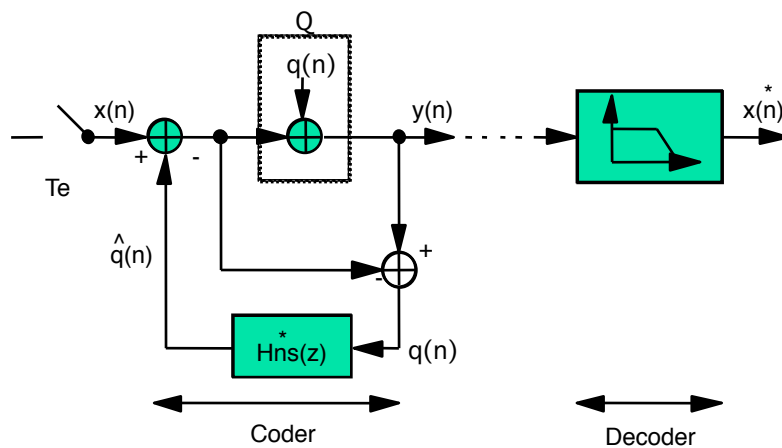 Q
q(n)
x(n)
y(n)
*
x(n)
+
-
Te
^
q(n)
+
-
*
Hns(z)
q(n)
Coder
Decoder